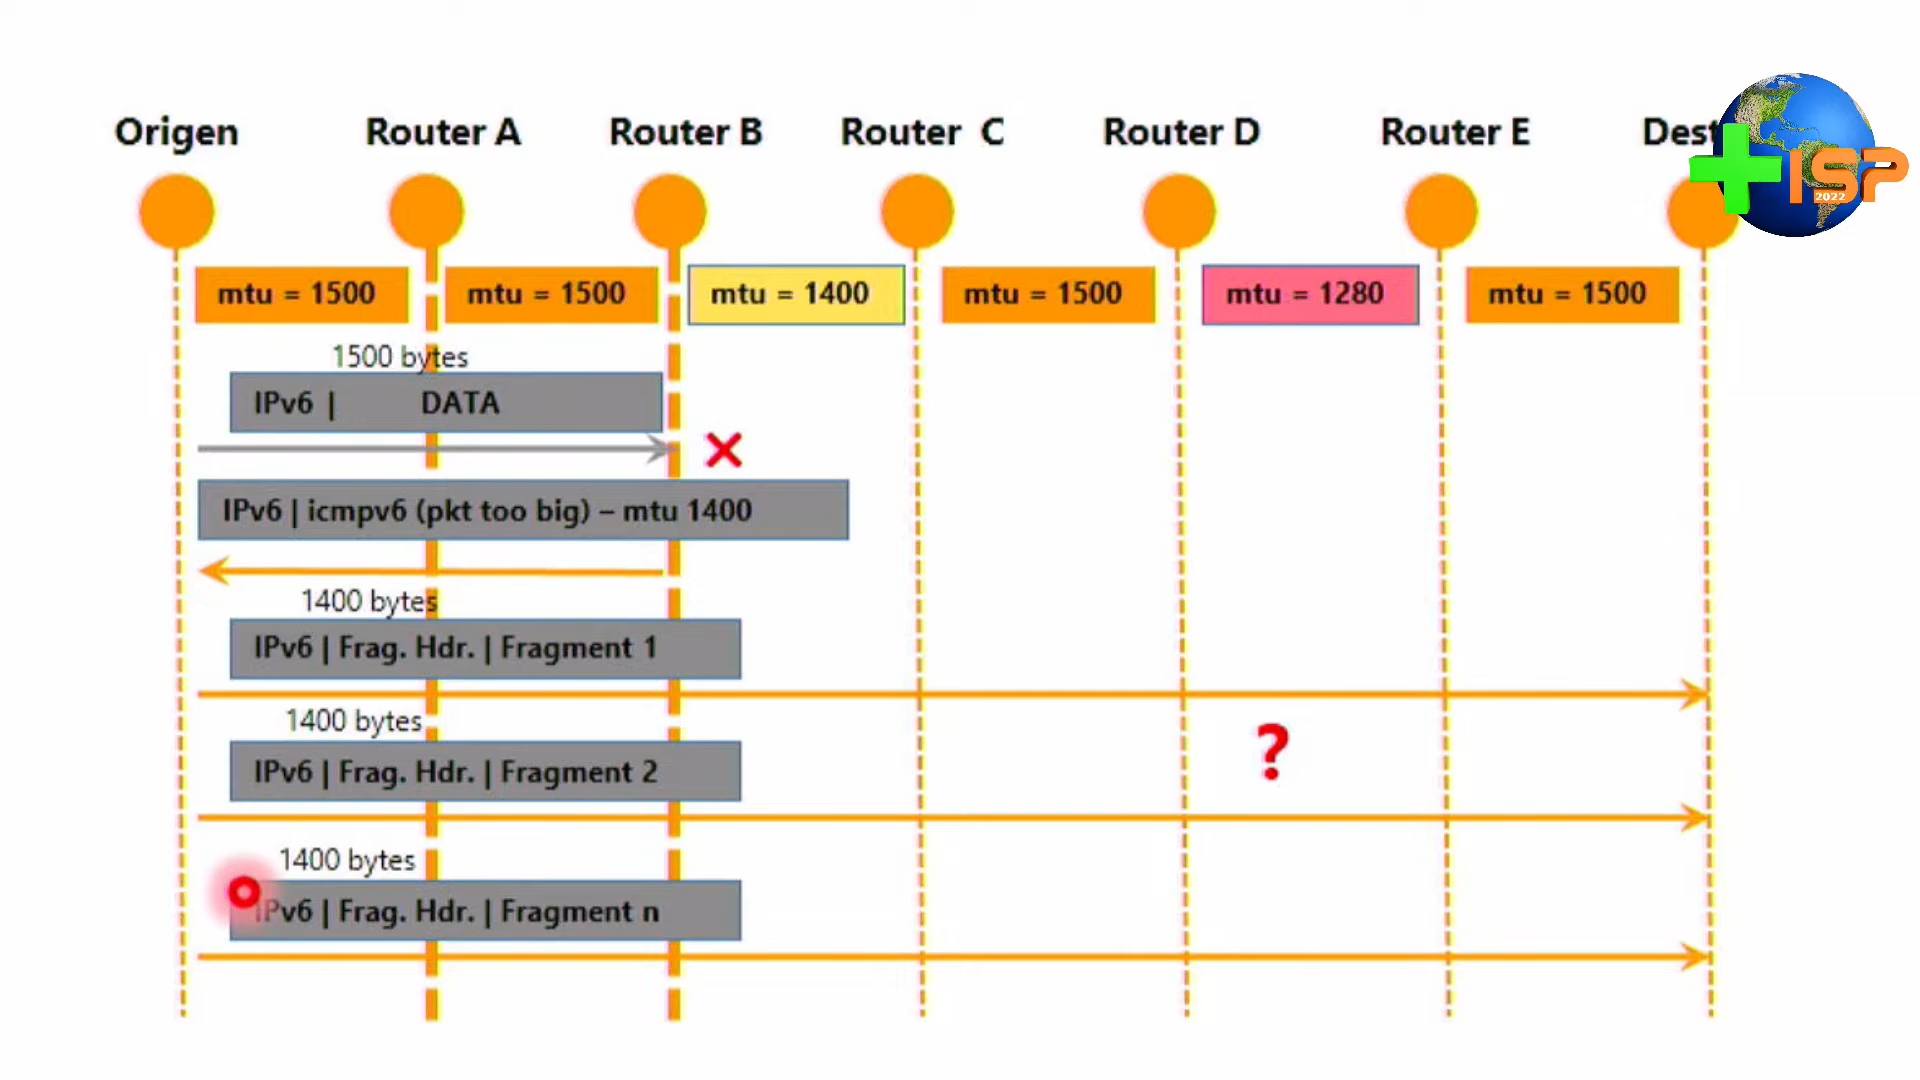 Origen
Router A
Router B
Router C
Router D
Router E
Dest
ISP
2022
mtu = 1500
mtu = 1500
mtu = 1400
mtu = 1500
mtu = 1280
mtu = 1500
1500 bytes
IPv6 | DATA
IPv6 | icmpv6 (pkt too big) – mtu 1400
1400 bytes
IPv6 | Frag. Hdr. | Fragment 1
1400 bytes
IPv6 | Frag. Hdr. | Fragment 2
?
1400 bytes
IPv6 | Frag. Hdr. | Fragment n